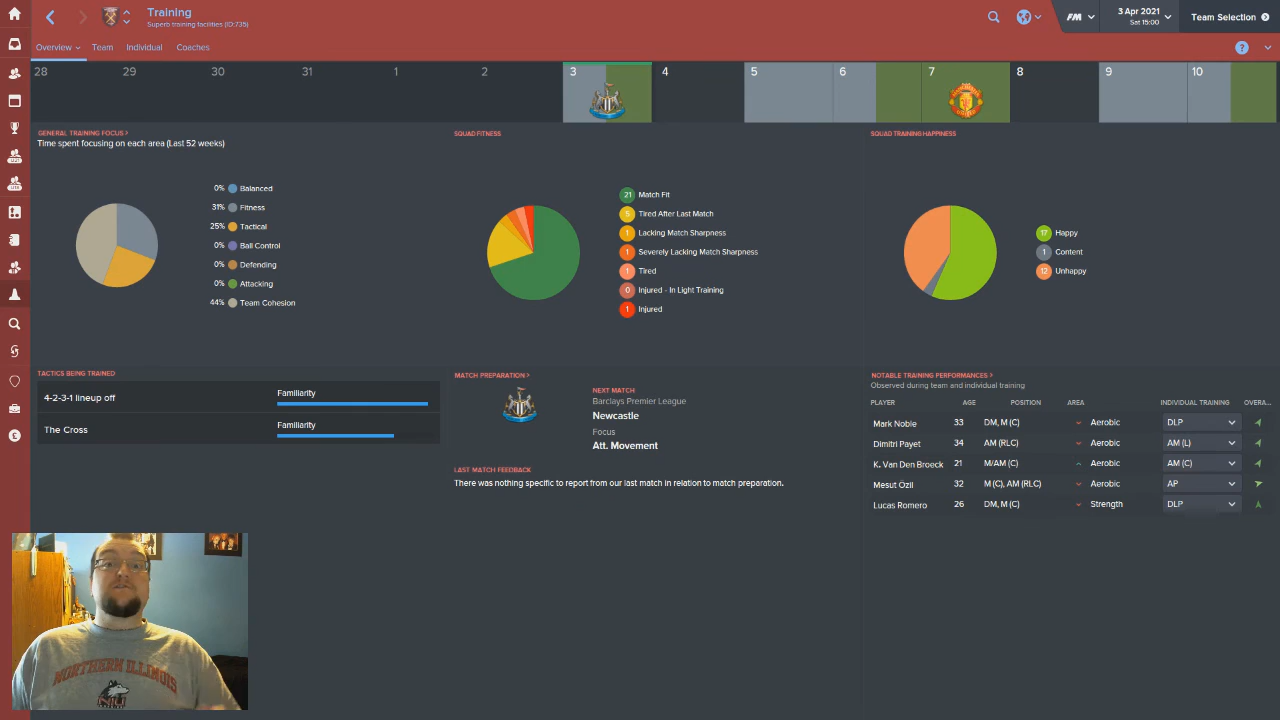 Training
Superb training facilities (ID:735)
FM
3 Apr 2021
Sat 15:00
Team Selection
Overview
Team
Individual
Coaches
?
28 29 30 31 1 2 3 4 5 6 7 8 9 10
GENERAL TRAINING FOCUS >
Time spent focusing on each area (Last 52 weeks)
0% Balanced
31% Fitness
25% Tactical
0% Ball Control
0% Defending
0% Attacking
44% Team Cohesion
SQUAD FITNESS
21 Match Fit
5 Tired After Last Match
1 Lacking Match Sharpness
1 Severely Lacking Match Sharpness
1 Tired
0 Injured - In Light Training
1 Injured
SQUAD TRAINING HAPPINESS
17 Happy
1 Content
12 Unhappy
TACTICS BEING TRAINED
4-2-3-1 lineup off
Familiarity
The Cross
Familiarity
MATCH PREPARATION >
NEXT MATCH
Barclays Premier League
Newcastle
Focus
Att. Movement
LAST MATCH FEEDBACK
There was nothing specific to report from our last match in relation to match preparation.
NOTABLE TRAINING PERFORMANCES >
Observed during team and individual training
PLAYER AGE POSITION AREA INDIVIDUAL TRAINING OVERA...
Mark Noble 33 DM, M (C) Aerobic DLP
Dimitri Payet 34 AM (RLC) Aerobic AM (L)
K. Van Den Broeck 21 M/AM (C) Aerobic AM (C)
Mesut Özil 32 M (C), AM (RLC) Aerobic AP
Lucas Romero 26 DM, M (C) Strength DLP
NORTHERN ILLINOIS
NIU